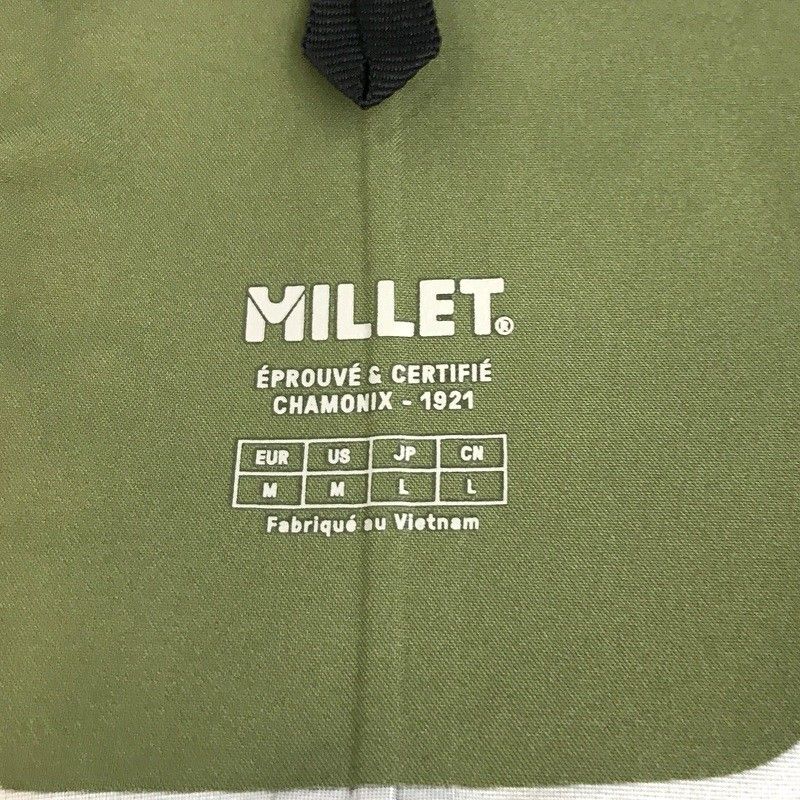 MILLET®
ÉPROUVÉ & CERTIFIÉ
CHAMONIX - 1921
EUR US JP CN
M M L L
Fabriqué au Vietnam